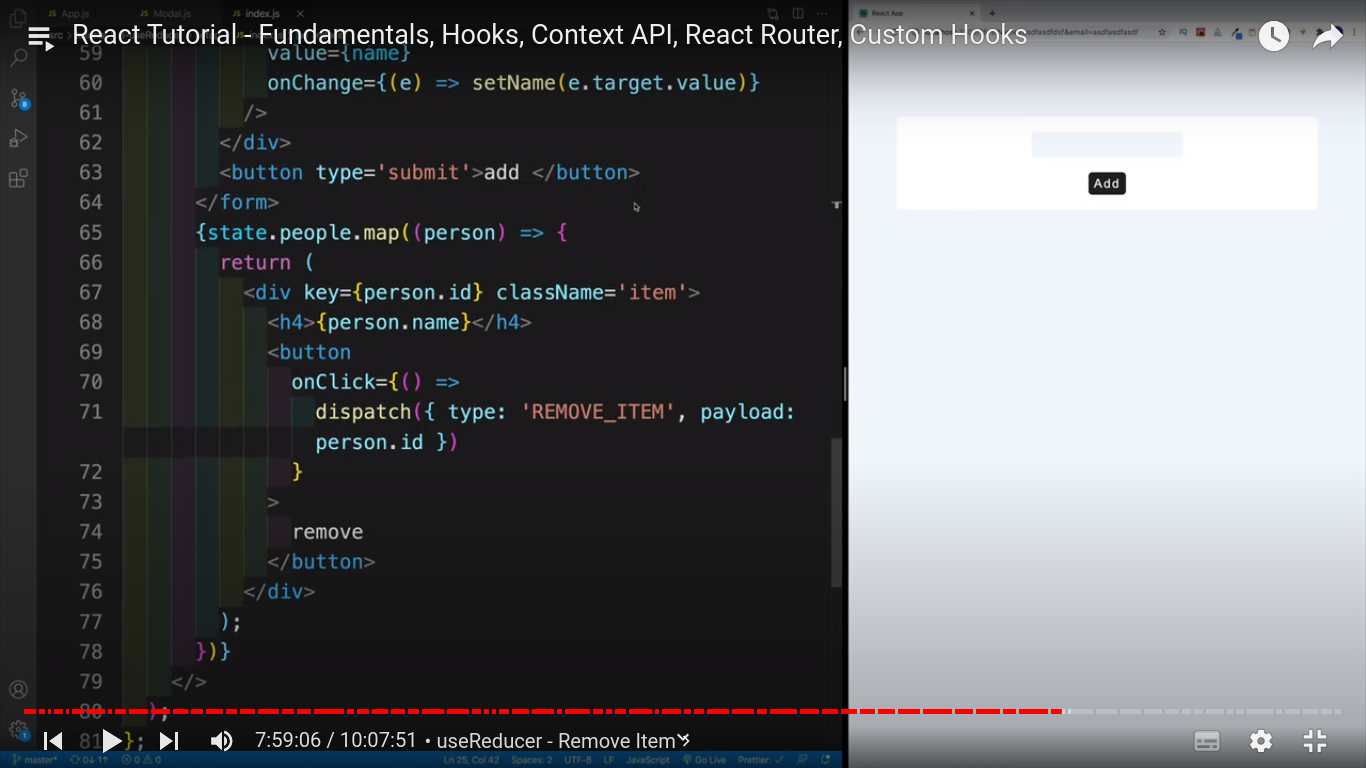 App.js Modal.js index.js
React App
React Tutorial - Fundamentals, Hooks, Context API, React Router, Custom Hooks
59 value={name}
60 onChange={(e) => setName(e.target.value)}
61 />
62 </div>
63 <button type='submit'>add </button>
64 </form>
65 {state.people.map((person) => {
66 return (
67 <div key={person.id} className='item'>
68 <h4>{person.name}</h4>
69 <button
70 onClick={() =>
71 dispatch({ type: 'REMOVE_ITEM', payload:
person.id })
72 }
73 >
74 remove
75 </button>
76 </div>
77 );
78 })}
79 </>
80 );
81 };
Add
7:59:06 / 10:07:51 • useReducer - Remove Item
master* 0 0 Ln 25, Col 42 Spaces: 2 UTF-8 LF JavaScript Go Live Prettier: ✓